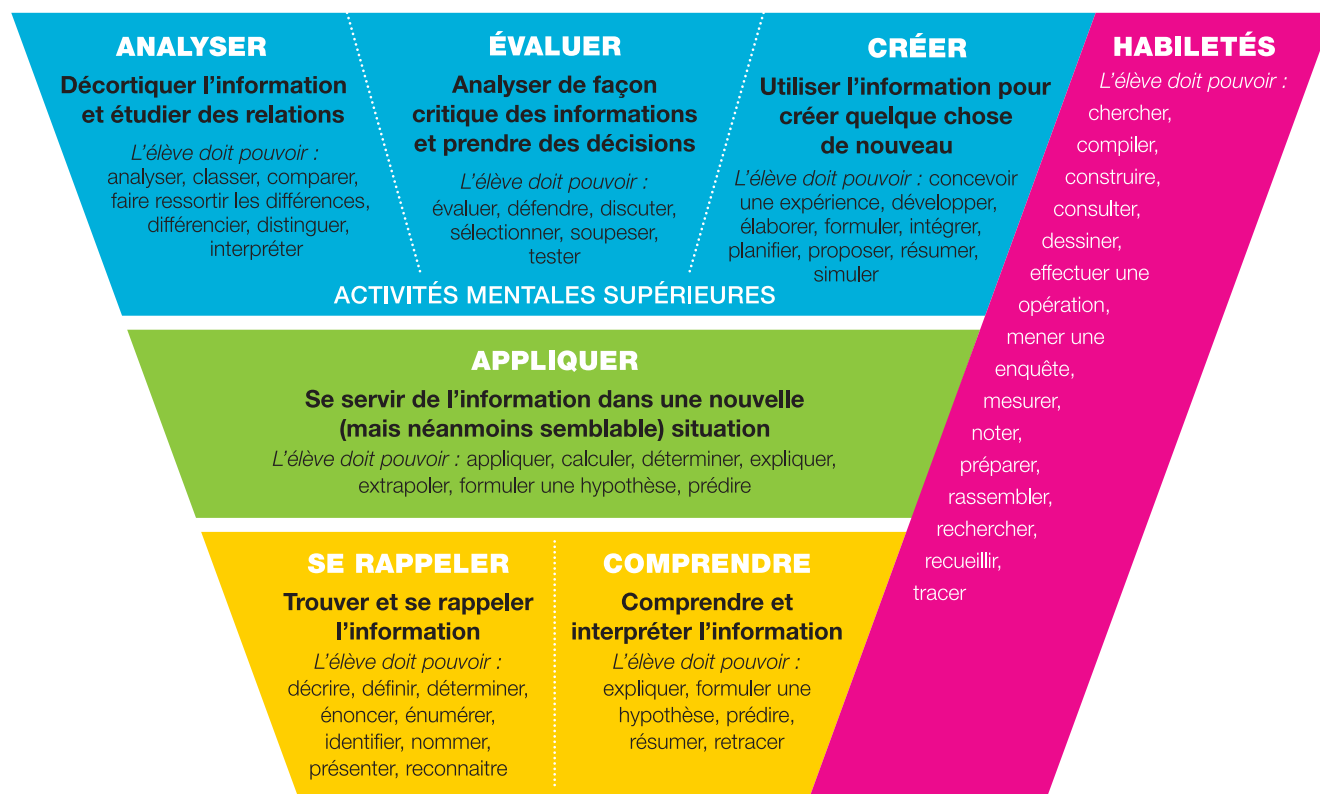 ANALYSER
Décortiquer l'information
et étudier des relations
L'élève doit pouvoir :
analyser, classer, comparer,
faire ressortir les différences,
différencier, distinguer,
interpréter
ÉVALUER
Analyser de façon
critique des informations
et prendre des décisions
L'élève doit pouvoir :
évaluer, défendre, discuter,
sélectionner, soupeser,
tester
CRÉER
Utiliser l'information pour
créer quelque chose
de nouveau
L'élève doit pouvoir : concevoir
une expérience, développer,
élaborer, formuler, intégrer,
planifier, proposer, résumer,
simuler
ACTIVITÉS MENTALES SUPÉRIEURES
APPLIQUER
Se servir de l'information dans une nouvelle
(mais néanmoins semblable) situation
L'élève doit pouvoir : appliquer, calculer, déterminer, expliquer,
extrapoler, formuler une hypothèse, prédire
SE RAPPELER
Trouver et se rappeler
l'information
L'élève doit pouvoir :
décrire, définir, déterminer,
énoncer, énumérer,
identifier, nommer,
présenter, reconnaitre
COMPRENDRE
Comprendre et
interpréter l'information
L'élève doit pouvoir :
expliquer, formuler une
hypothèse, prédire,
résumer, retracer
HABILETÉS
L'élève doit pouvoir :
chercher,
compiler,
construire,
consulter,
dessiner,
effectuer une
opération,
mener une
enquête,
mesurer,
noter,
préparer,
rassembler,
rechercher,
recueillir,
tracer